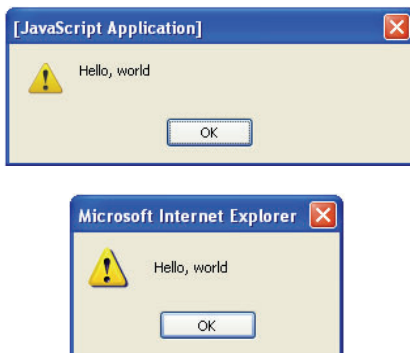 [JavaScript Application]
Hello, world
OK
Microsoft Internet Explorer
Hello, world
OK